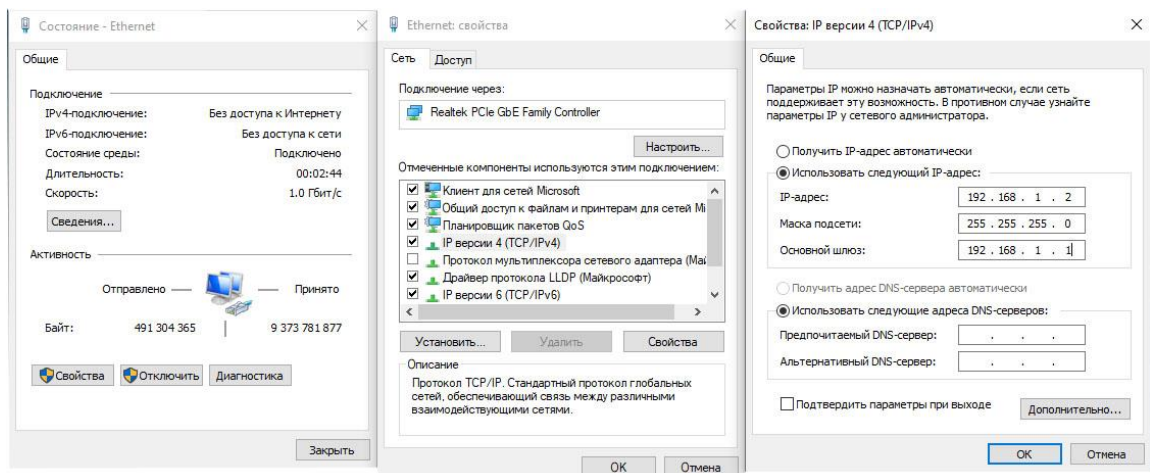 Состояние - Ethernet
Общие
Подключение
IPv4-подключение: Без доступа к Интернету
IPv6-подключение: Без доступа к сети
Состояние среды: Подключено
Длительность: 00:02:44
Скорость: 1.0 Гбит/с
Сведения...
Активность
Отправлено — — Принято
Байт: 491 304 365 9 373 781 877
Свойства Отключить Диагностика
Закрыть
Ethernet: свойства
Сеть Доступ
Подключение через:
Realtek PCIe GbE Family Controller
Настроить...
Отмеченные компоненты используются этим подключением:
Клиент для сетей Microsoft
Общий доступ к файлам и принтерам для сетей Mi
Планировщик пакетов QoS
IP версии 4 (TCP/IPv4)
Протокол мультиплексора сетевого адаптера (Май
Драйвер протокола LLDP (Майкрософт)
IP версии 6 (TCP/IPv6)
Установить... Удалить Свойства
Описание
Протокол TCP/IP. Стандартный протокол глобальных
сетей, обеспечивающий связь между различными
взаимодействующими сетями.
ОК Отмена
Свойства: IP версии 4 (TCP/IPv4)
Общие
Параметры IP можно назначать автоматически, если сеть
поддерживает эту возможность. В противном случае узнайте
параметры IP у сетевого администратора.
Получить IP-адрес автоматически
Использовать следующий IP-адрес:
IP-адрес: 192 . 168 . 1 . 2
Маска подсети: 255 . 255 . 255 . 0
Основной шлюз: 192 . 168 . 1 . 1
Получить адрес DNS-сервера автоматически
Использовать следующие адреса DNS-серверов:
Предпочитаемый DNS-сервер: . . .
Альтернативный DNS-сервер: . . .
Подтвердить параметры при выходе
Дополнительно...
ОК Отмена